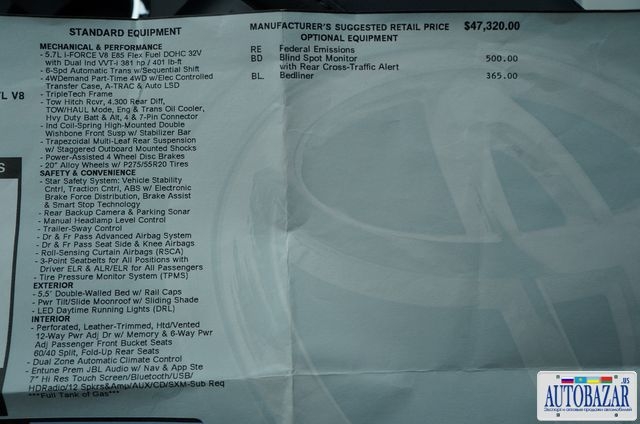 STANDARD EQUIPMENT
MECHANICAL & PERFORMANCE
- 5.7L i-FORCE V8 E85 Flex Fuel DOHC 32V
with Dual Ind VVT-i 381 hp / 401 lb-ft
- 6-Spd Automatic Trans w/Sequential Shift
- 4WDemand Part-Time 4WD w/Elec Controlled
Transfer Case, A-TRAC & Auto LSD
- TripleTech Frame
- Tow Hitch Rcvr, 4.300 Rear Diff,
TOW/HAUL Mode, Eng & Trans Oil Cooler,
Hvy Duty Batt & Alt, 4 & 7-Pin Connector
- Ind Coil-Spring High-Mounted Double
Wishbone Front Susp w/ Stabilizer Bar
- Trapezoidal Multi-Leaf Rear Suspension
w/ Staggered Outboard Mounted Shocks
- Power-Assisted 4 Wheel Disc Brakes
- 20" Alloy Wheels w/ P275/55R20 Tires
SAFETY & CONVENIENCE
- Star Safety System: Vehicle Stability
Cntrl, Traction Cntrl, ABS w/ Electronic
Brake Force Distribution, Brake Assist
& Smart Stop Technology
- Rear Backup Camera & Parking Sonar
- Manual Headlamp Level Control
- Trailer-Sway Control
- Dr & Fr Pass Advanced Airbag System
- Dr & Fr Pass Seat Side & Knee Airbags
- Roll-Sensing Curtain Airbags (RSCA)
- 3-Point Seatbelts for All Positions with
Driver ELR & ALR/ELR for All Passengers
- Tire Pressure Monitor System (TPMS)
EXTERIOR
- 5.5' Double-Walled Bed w/ Rail Caps
- Pwr Tilt/Slide Moonroof w/ Sliding Shade
- LED Daytime Running Lights (DRL)
INTERIOR
- Perforated, Leather-Trimmed, Htd/Vented
12-Way Pwr Adj Dr w/ Memory & 6-Way Pwr
Adj Passenger Front Bucket Seats
60/40 Split, Fold-Up Rear Seats
- Dual Zone Automatic Climate Control
- Entune Prem JBL Audio w/ Nav & App Ste
7" Hi Res Touch Screen/Bluetooth/USB/
HDRadio/12 Spkrs&Amp/AUX/CD/SXM-Sub Req
***Full Tank of Gas***
MANUFACTURER'S SUGGESTED RETAIL PRICE $47,320.00
OPTIONAL EQUIPMENT
RE Federal Emissions
BD Blind Spot Monitor 500.00
with Rear Cross-Traffic Alert
BL Bedliner 365.00
L V8
S
AUTOBAZAR.US
Экспорт и оптовые продажи автомобилей